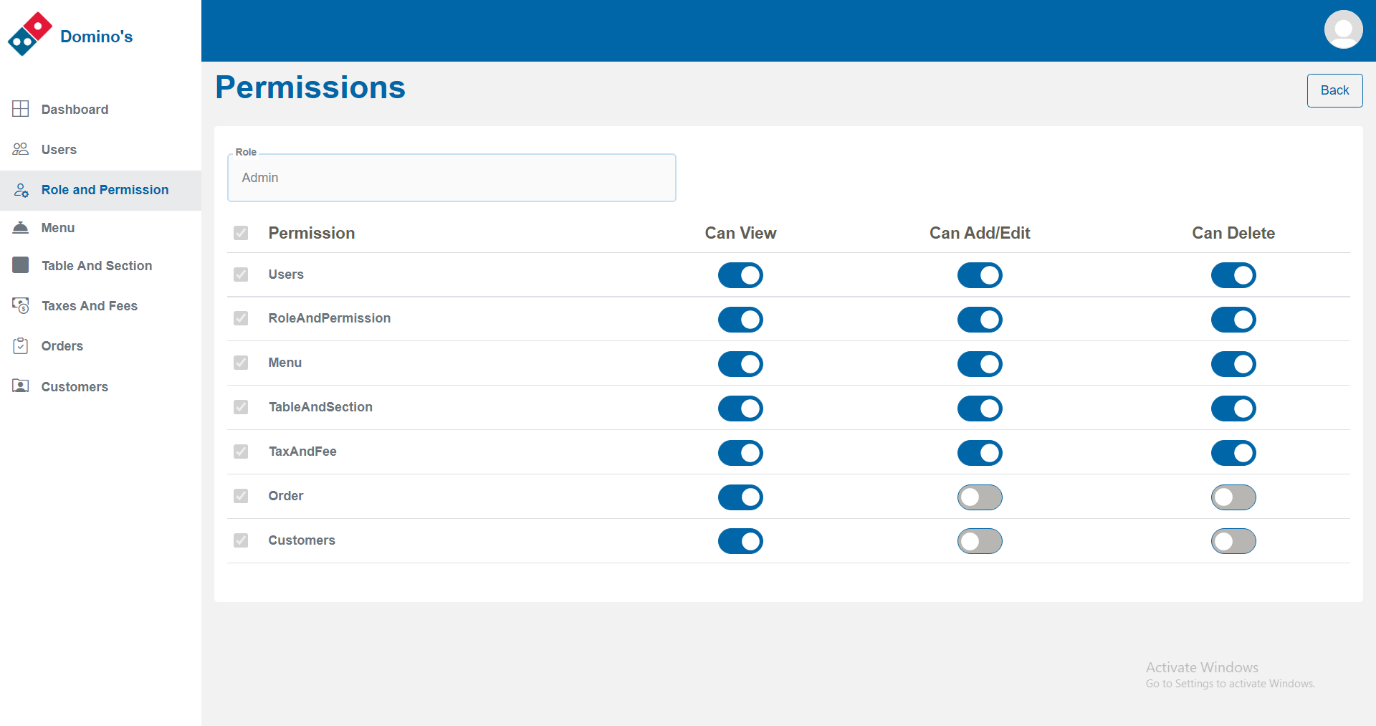 Domino's
Permissions
Back
Dashboard
Users
Role and Permission
Menu
Table And Section
Taxes And Fees
Orders
Customers
Role
Admin
Permission Can View Can Add/Edit Can Delete
Users
RoleAndPermission
Menu
TableAndSection
TaxAndFee
Order
Customers
Activate Windows
Go to Settings to activate Windows.